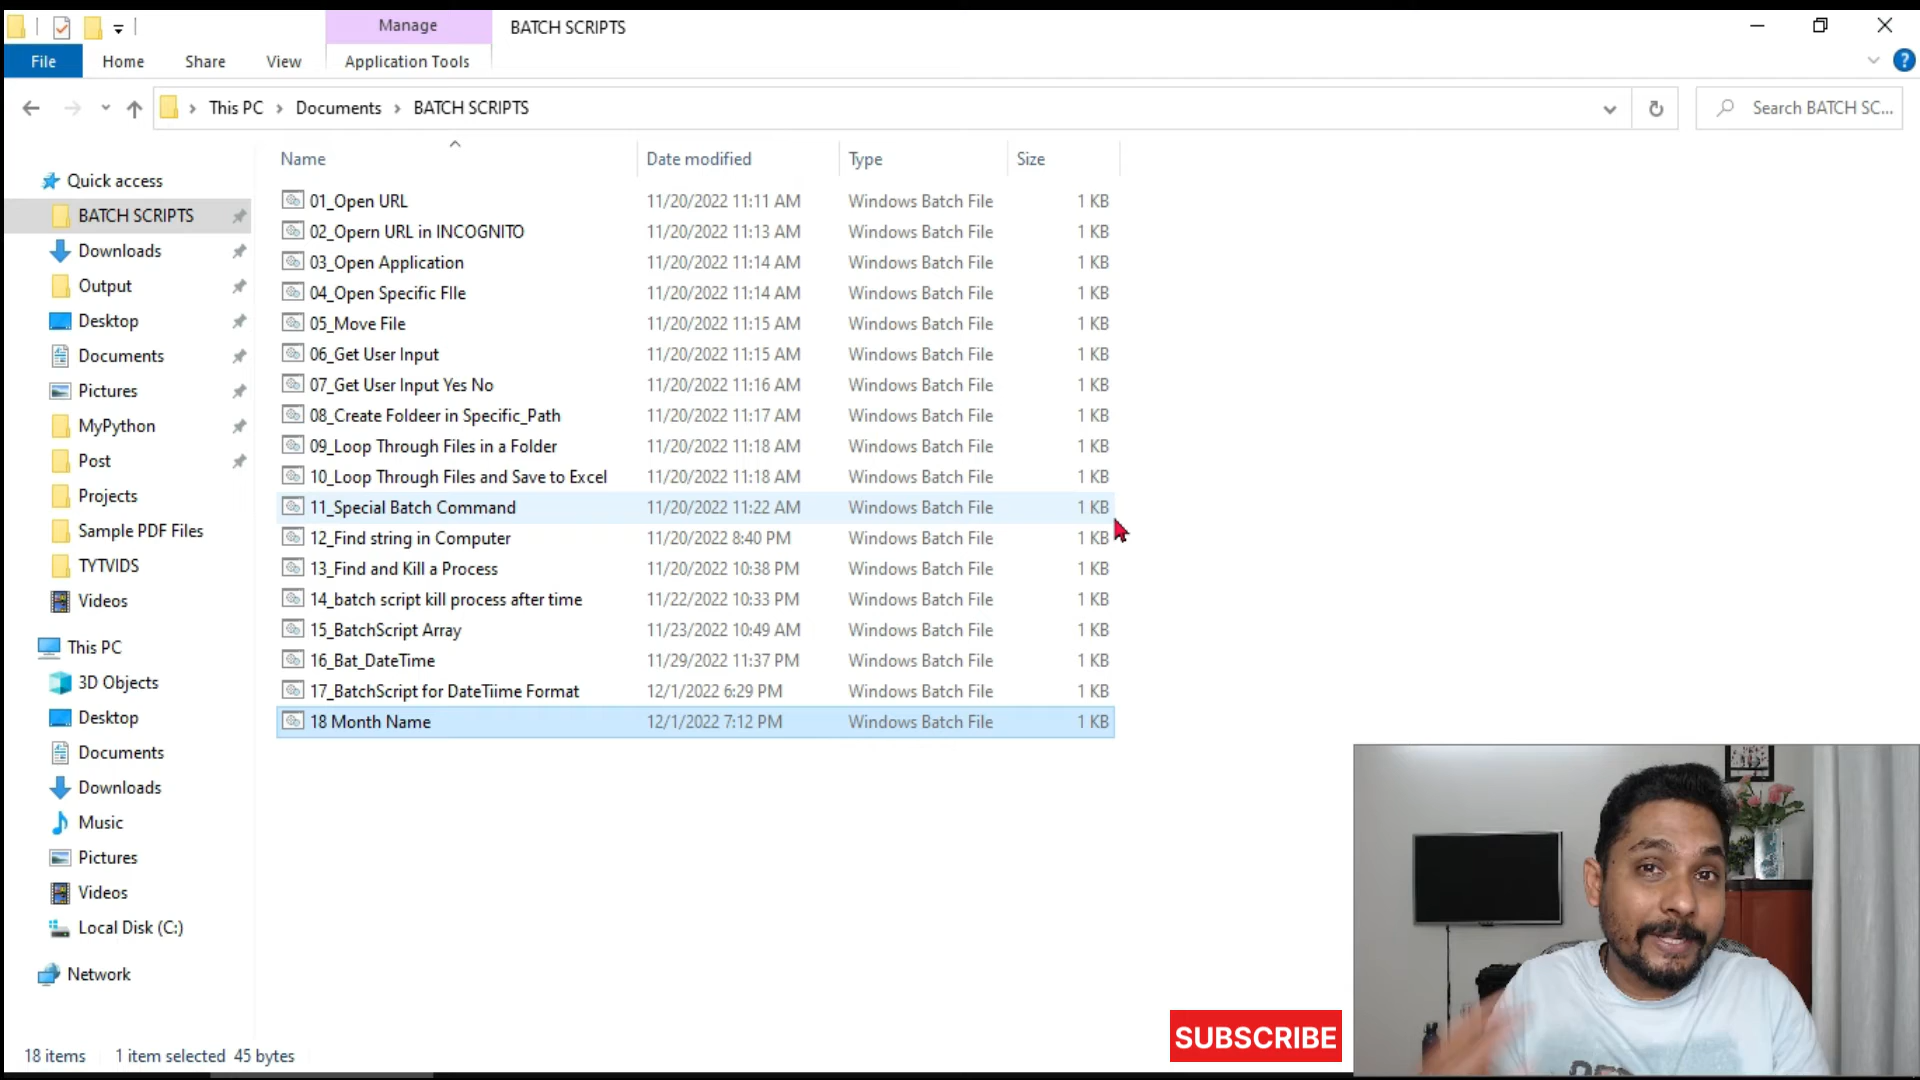 Manage
BATCH SCRIPTS
File
Home
Share
View
Application Tools
?
This PC > Documents > BATCH SCRIPTS
Search BATCH SC...
Name
Date modified
Type
Size
Quick access
BATCH SCRIPTS
Downloads
Output
Desktop
Documents
Pictures
MyPython
Post
Projects
Sample PDF Files
TYTVIDS
Videos
This PC
3D Objects
Desktop
Documents
Downloads
Music
Pictures
Videos
Local Disk (C:)
Network
01_Open URL 11/20/2022 11:11 AM Windows Batch File 1 KB
02_Opern URL in INCOGNITO 11/20/2022 11:13 AM Windows Batch File 1 KB
03_Open Application 11/20/2022 11:14 AM Windows Batch File 1 KB
04_Open Specific FIle 11/20/2022 11:14 AM Windows Batch File 1 KB
05_Move File 11/20/2022 11:15 AM Windows Batch File 1 KB
06_Get User Input 11/20/2022 11:15 AM Windows Batch File 1 KB
07_Get User Input Yes No 11/20/2022 11:16 AM Windows Batch File 1 KB
08_Create Foldeer in Specific_Path 11/20/2022 11:17 AM Windows Batch File 1 KB
09_Loop Through Files in a Folder 11/20/2022 11:18 AM Windows Batch File 1 KB
10_Loop Through Files and Save to Excel 11/20/2022 11:18 AM Windows Batch File 1 KB
11_Special Batch Command 11/20/2022 11:22 AM Windows Batch File 1 KB
12_Find string in Computer 11/20/2022 8:40 PM Windows Batch File 1 KB
13_Find and Kill a Process 11/20/2022 10:38 PM Windows Batch File 1 KB
14_batch script kill process after time 11/22/2022 10:33 PM Windows Batch File 1 KB
15_BatchScript Array 11/23/2022 10:49 AM Windows Batch File 1 KB
16_Bat_DateTime 11/29/2022 11:37 PM Windows Batch File 1 KB
17_BatchScript for DateTiime Format 12/1/2022 6:29 PM Windows Batch File 1 KB
18 Month Name 12/1/2022 7:12 PM Windows Batch File 1 KB
SUBSCRIBE
18 items 1 item selected 45 bytes